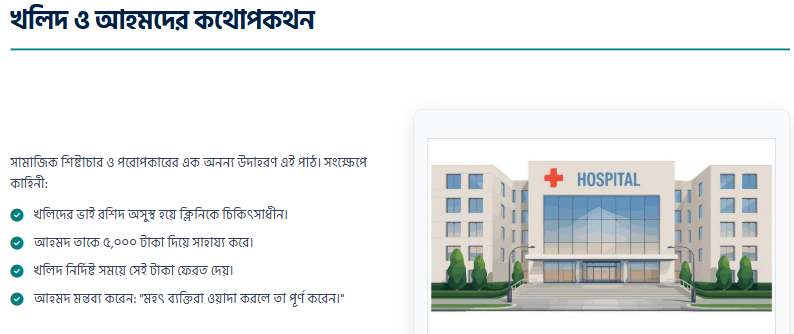 খলিদ ও আহমদের কথোপকথন
সামাজিক শিষ্টাচার ও পরোপকারের এক অনন্য উদাহরণ এই পাঠ। সংক্ষেপে
কাহিনী:
খলিদের ভাই রশিদ অসুস্থ হয়ে ক্লিনিকে চিকিৎসাধীন।
আহমদ তাকে ৫,০০০ টাকা দিয়ে সাহায্য করে।
খলিদ নির্দিষ্ট সময়ে সেই টাকা ফেরত দেয়।
আহমদ মন্তব্য করেন: "মহৎ ব্যক্তিরা ওয়াদা করলে তা পূর্ণ করেন।"
HOSPITAL